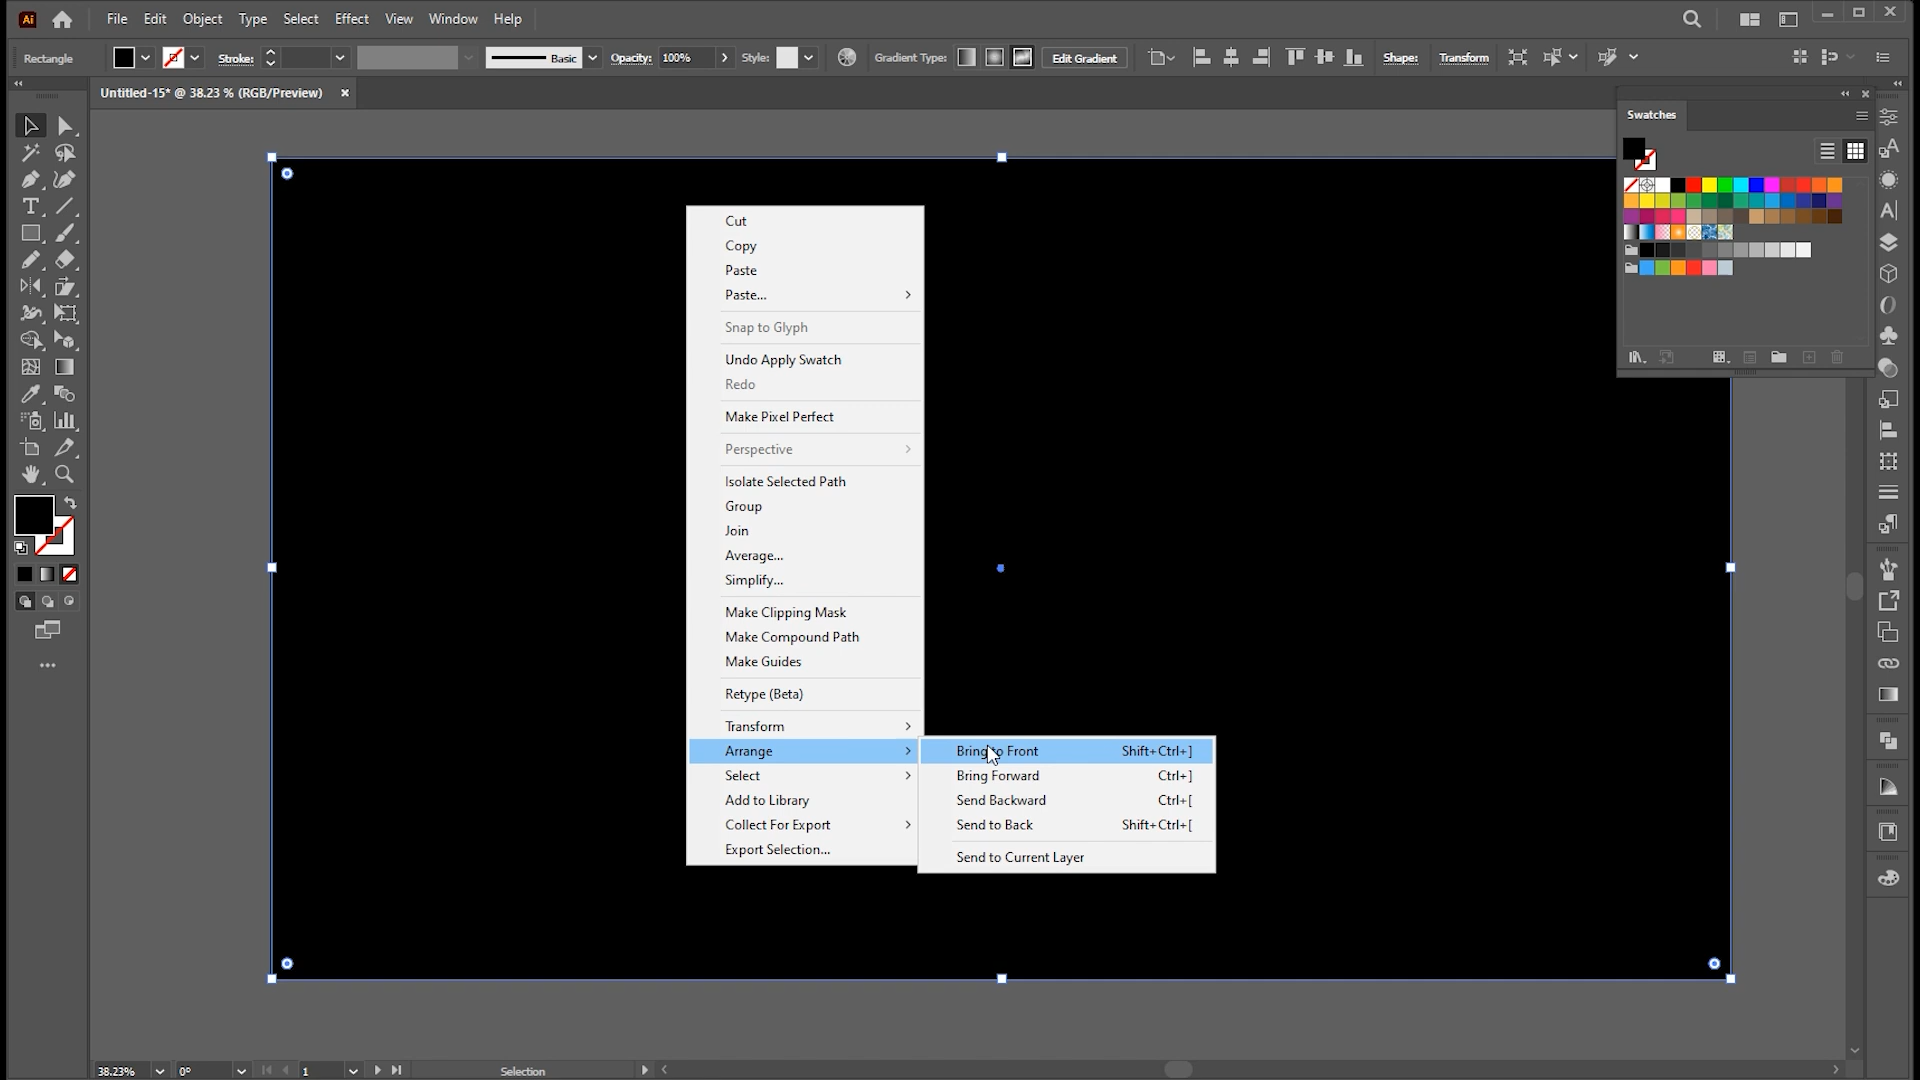 Ai File Edit Object Type Select Effect View Window Help
Rectangle Stroke: Basic Opacity: 100% Style: Gradient Type: Edit Gradient Shape: Transform
Untitled-15* @ 38.23 % (RGB/Preview)
Swatches
Cut
Copy
Paste
Paste...
Snap to Glyph
Undo Apply Swatch
Redo
Make Pixel Perfect
Perspective
Isolate Selected Path
Group
Join
Average...
Simplify...
Make Clipping Mask
Make Compound Path
Make Guides
Retype (Beta)
Transform
Arrange
Select
Add to Library
Collect For Export
Export Selection...
Bring to Front Shift+Ctrl+]
Bring Forward Ctrl+]
Send Backward Ctrl+[
Send to Back Shift+Ctrl+[
Send to Current Layer
38.23% 0° 1 Selection